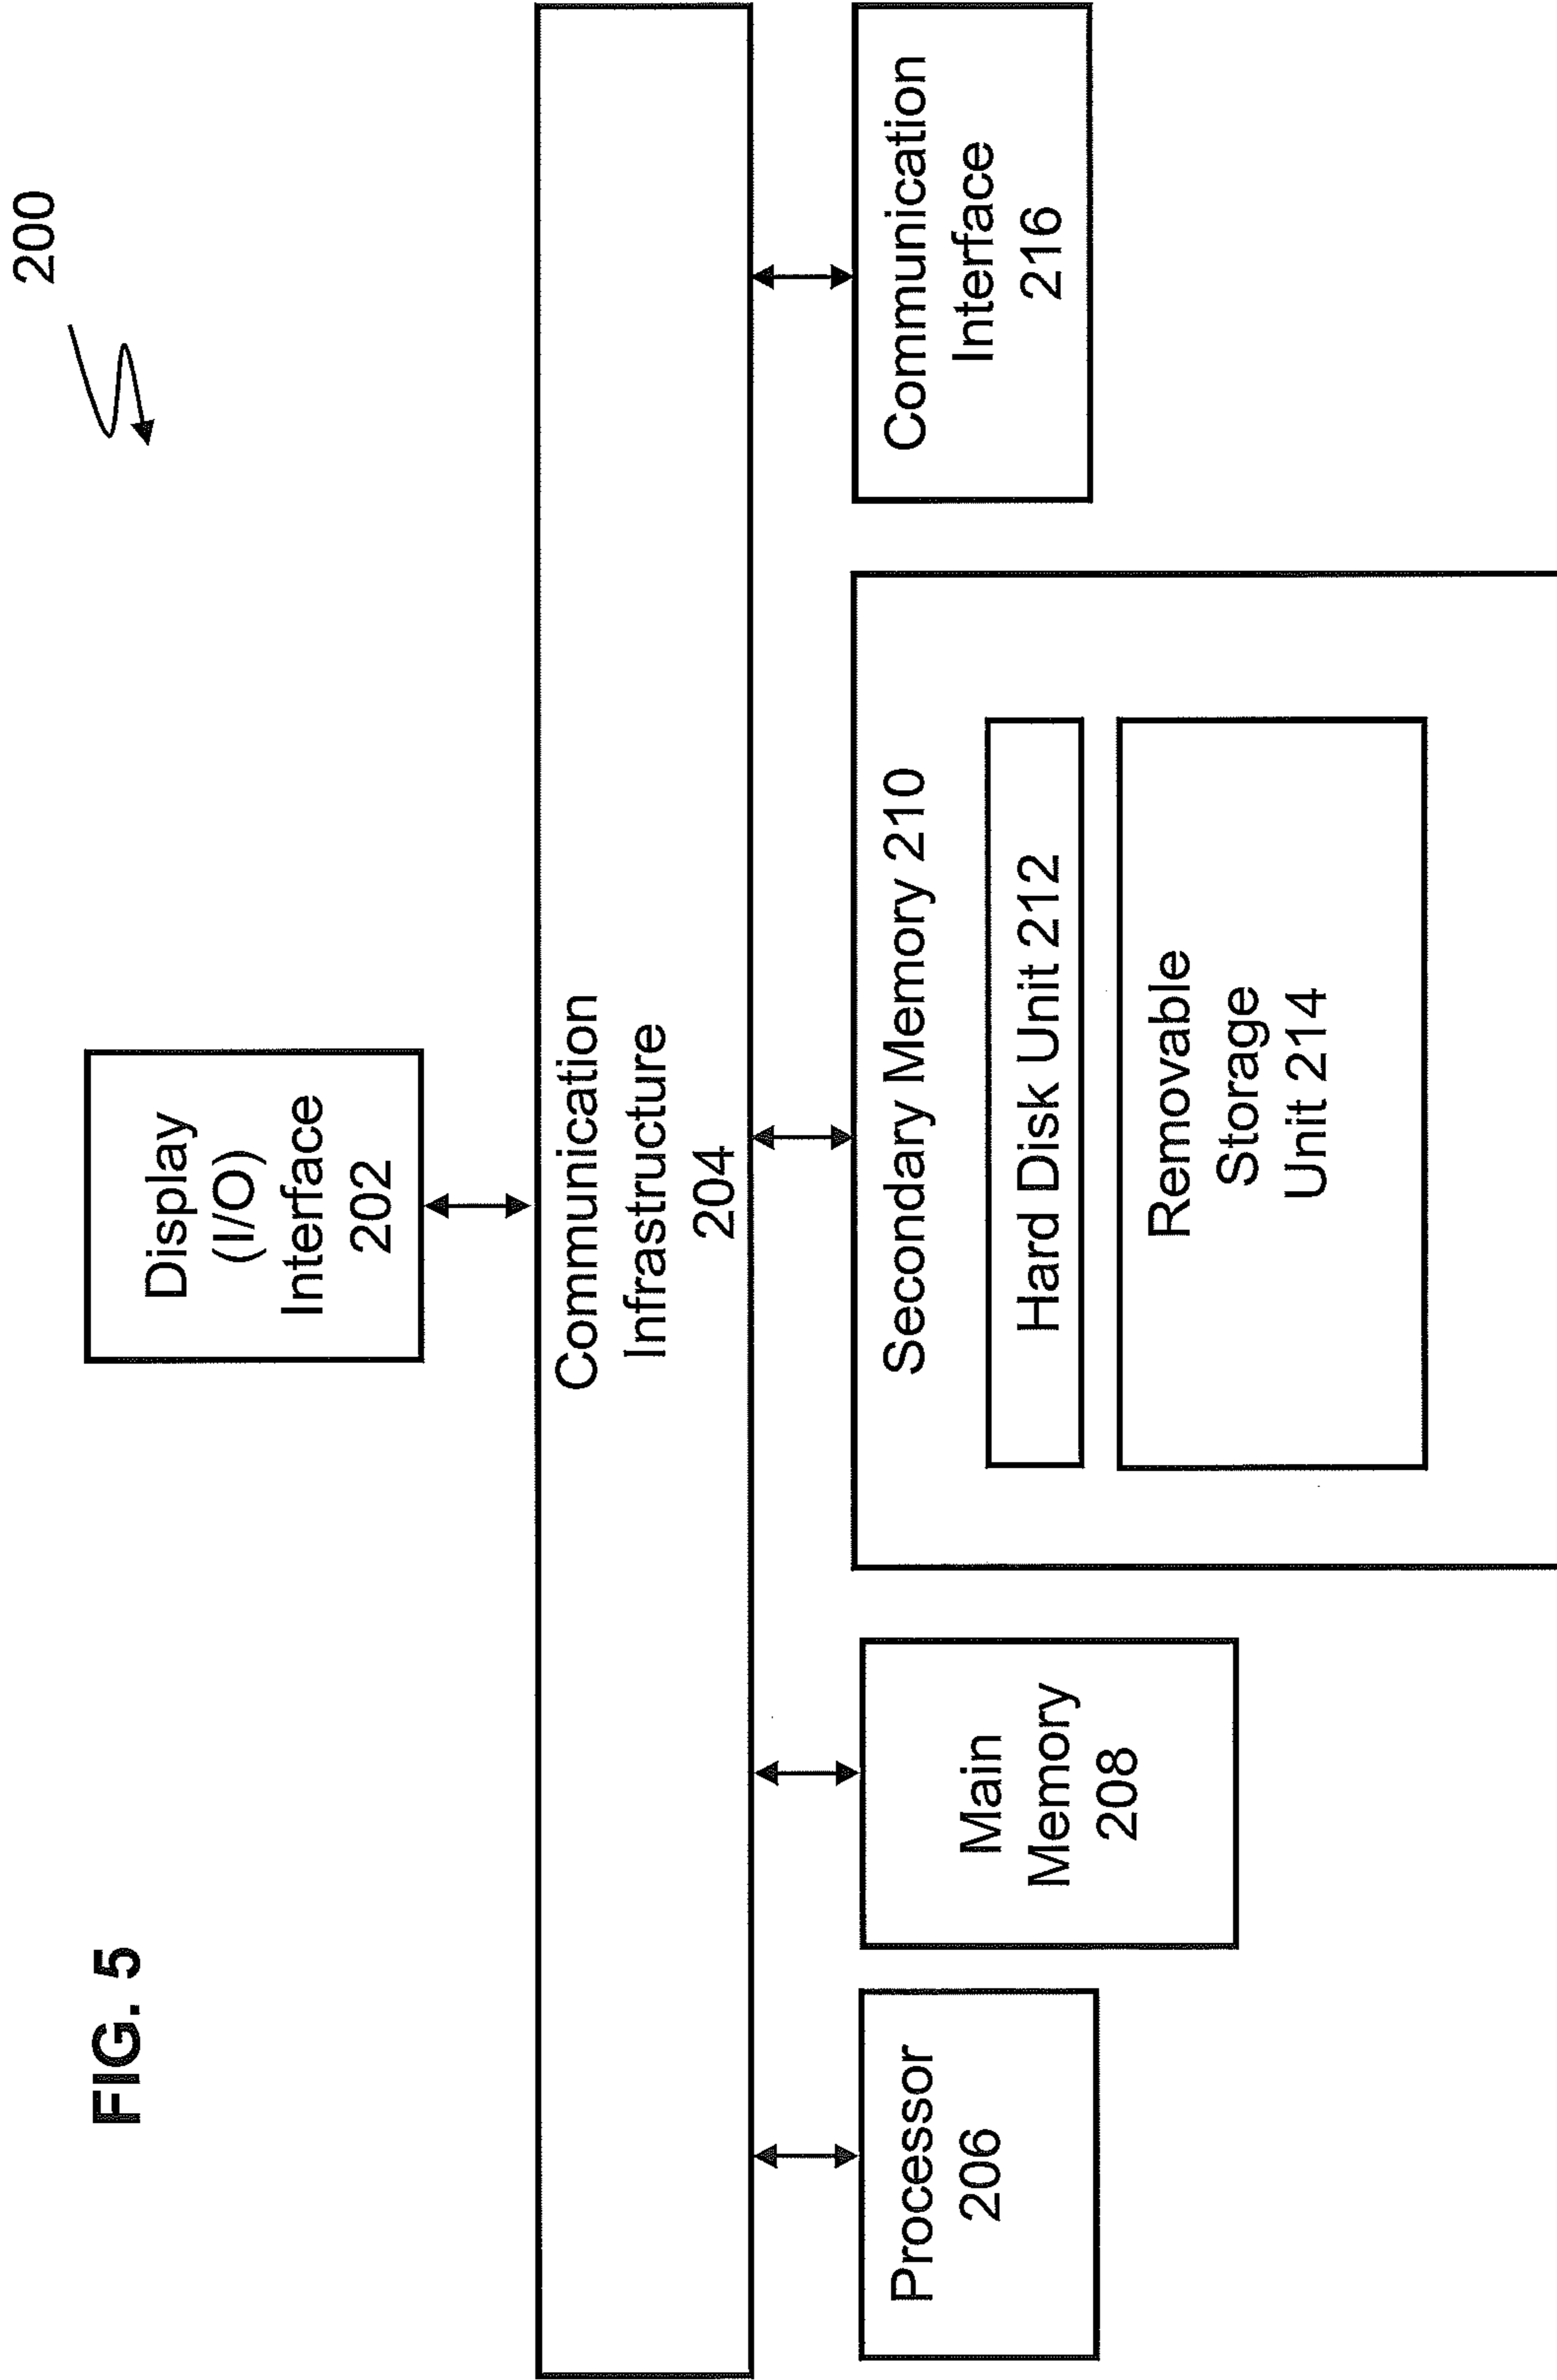 FIG. 5
200
Display
(I/O)
Interface
202
Communication
Infrastructure
204
Processor
206
Main
Memory
208
Secondary Memory 210
Hard Disk Unit 212
Removable
Storage
Unit 214
Communication
Interface
216